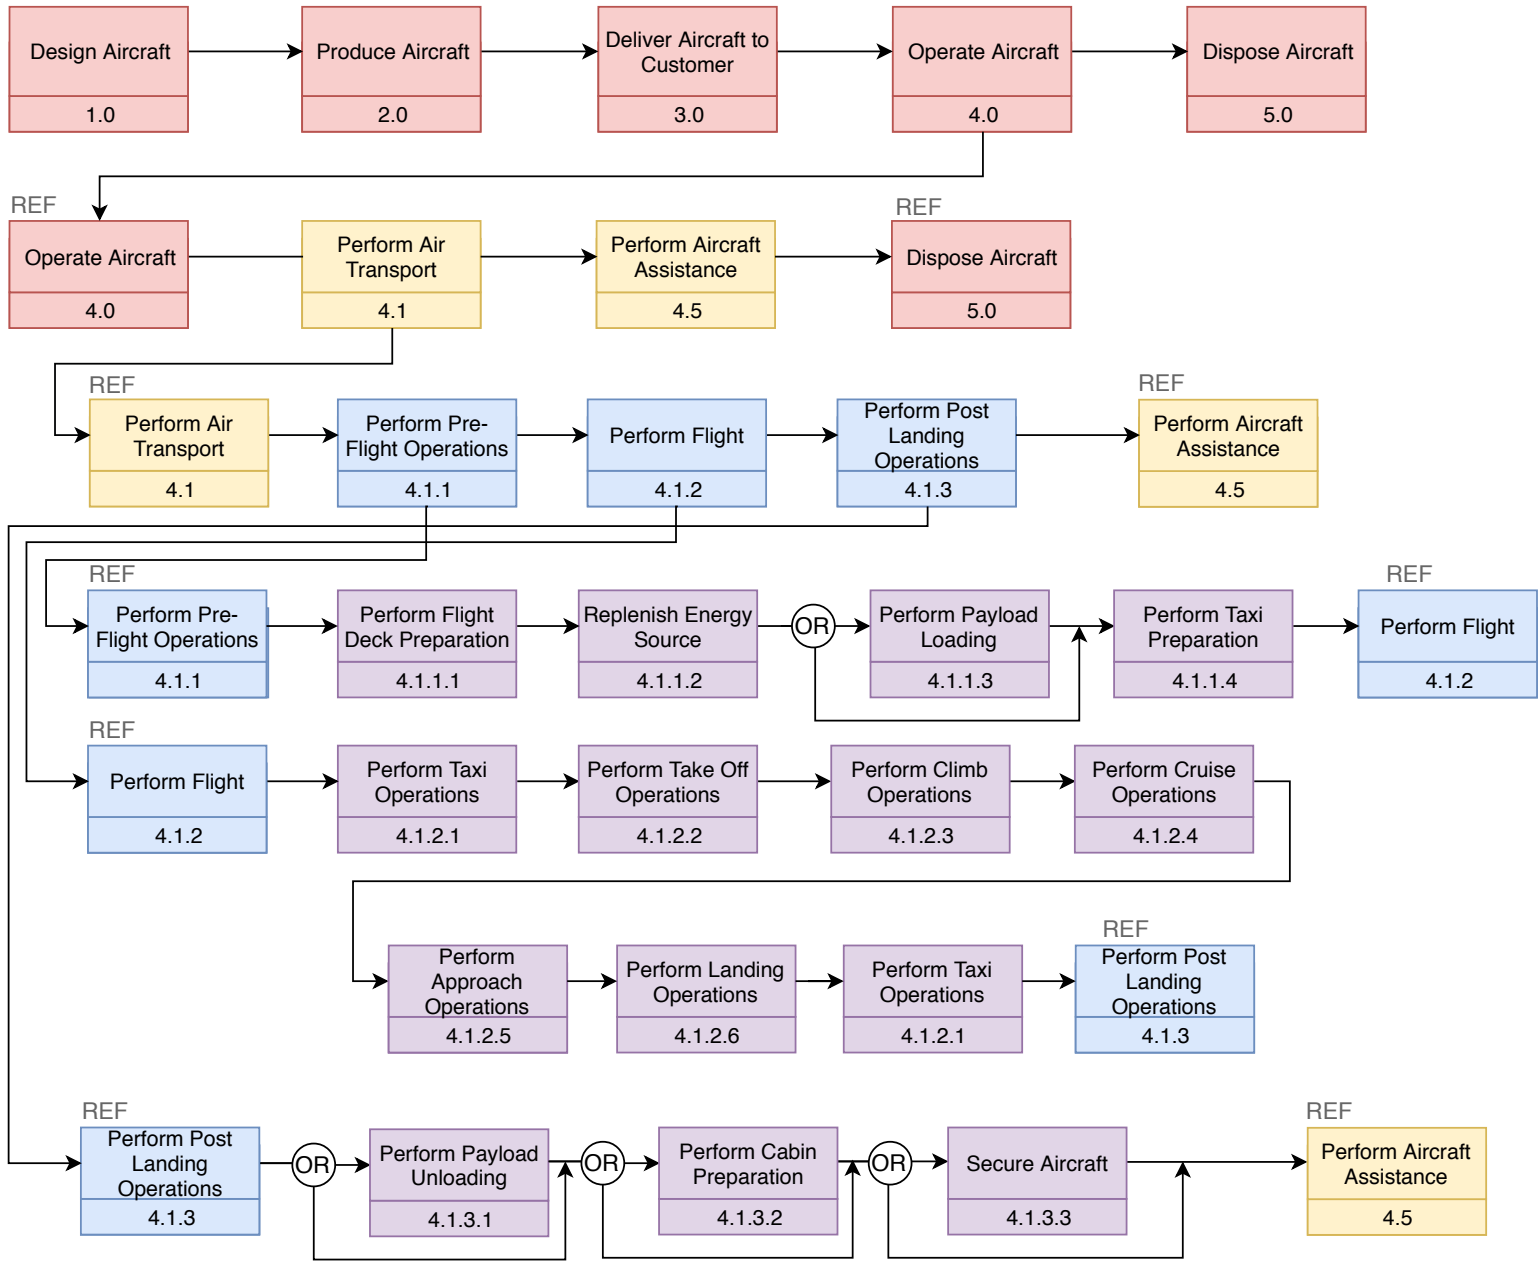 Design Aircraft
1.0
Produce Aircraft
2.0
Deliver Aircraft to
Customer
3.0
Operate Aircraft
4.0
Dispose Aircraft
5.0
REF
Operate Aircraft
4.0
Perform Air
Transport
4.1
Perform Aircraft
Assistance
4.5
REF
Dispose Aircraft
5.0
REF
Perform Air
Transport
4.1
Perform Pre-
Flight Operations
4.1.1
Perform Flight
4.1.2
Perform Post
Landing
Operations
4.1.3
REF
Perform Aircraft
Assistance
4.5
REF
Perform Pre-
Flight Operations
4.1.1
Perform Flight
Deck Preparation
4.1.1.1
Replenish Energy
Source
4.1.1.2
OR
Perform Payload
Loading
4.1.1.3
Perform Taxi
Preparation
4.1.1.4
REF
Perform Flight
4.1.2
REF
Perform Flight
4.1.2
Perform Taxi
Operations
4.1.2.1
Perform Take Off
Operations
4.1.2.2
Perform Climb
Operations
4.1.2.3
Perform Cruise
Operations
4.1.2.4
Perform
Approach
Operations
4.1.2.5
Perform Landing
Operations
4.1.2.6
Perform Taxi
Operations
4.1.2.1
REF
Perform Post
Landing
Operations
4.1.3
REF
Perform Post
Landing
Operations
4.1.3
OR
Perform Payload
Unloading
4.1.3.1
OR
Perform Cabin
Preparation
4.1.3.2
OR
Secure Aircraft
4.1.3.3
REF
Perform Aircraft
Assistance
4.5